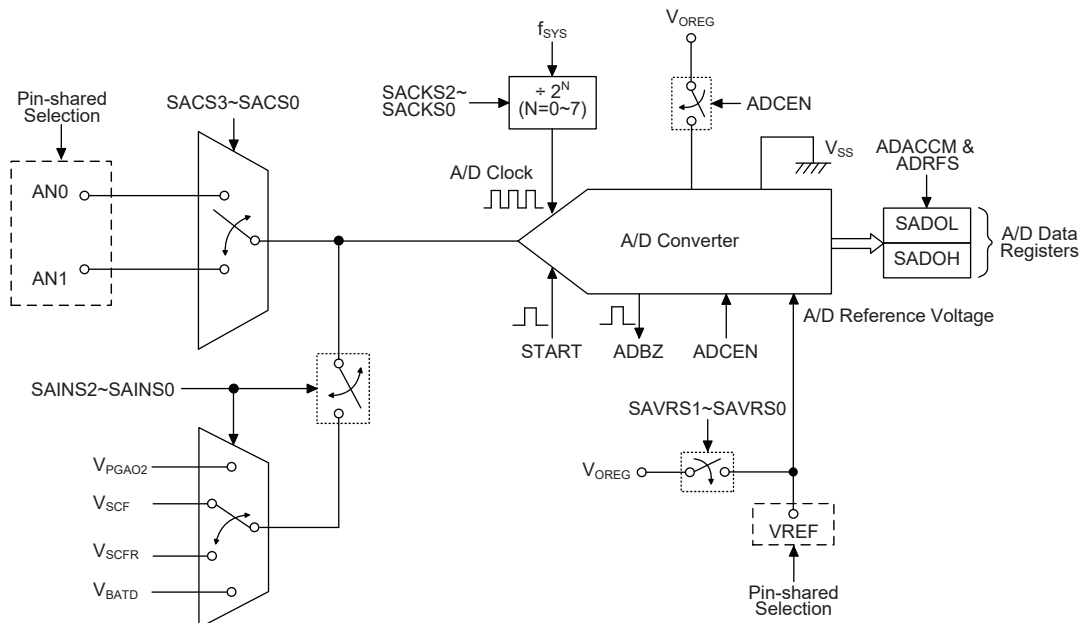 V_OREG
f_SYS
÷ 2^N
(N=0~7)
SACKS2~
SACKS0
ADCEN
Pin-shared
Selection
SACS3~SACS0
A/D Clock
V_SS
ADACCM &
ADRFS
AN0
AN1
A/D Converter
SADOL
SADOH
A/D Data
Registers
A/D Reference Voltage
START
ADBZ
ADCEN
SAINS2~SAINS0
SAVRS1~SAVRS0
V_PGAO2
V_SCF
V_SCFR
V_BATD
V_OREG
VREF
Pin-shared
Selection